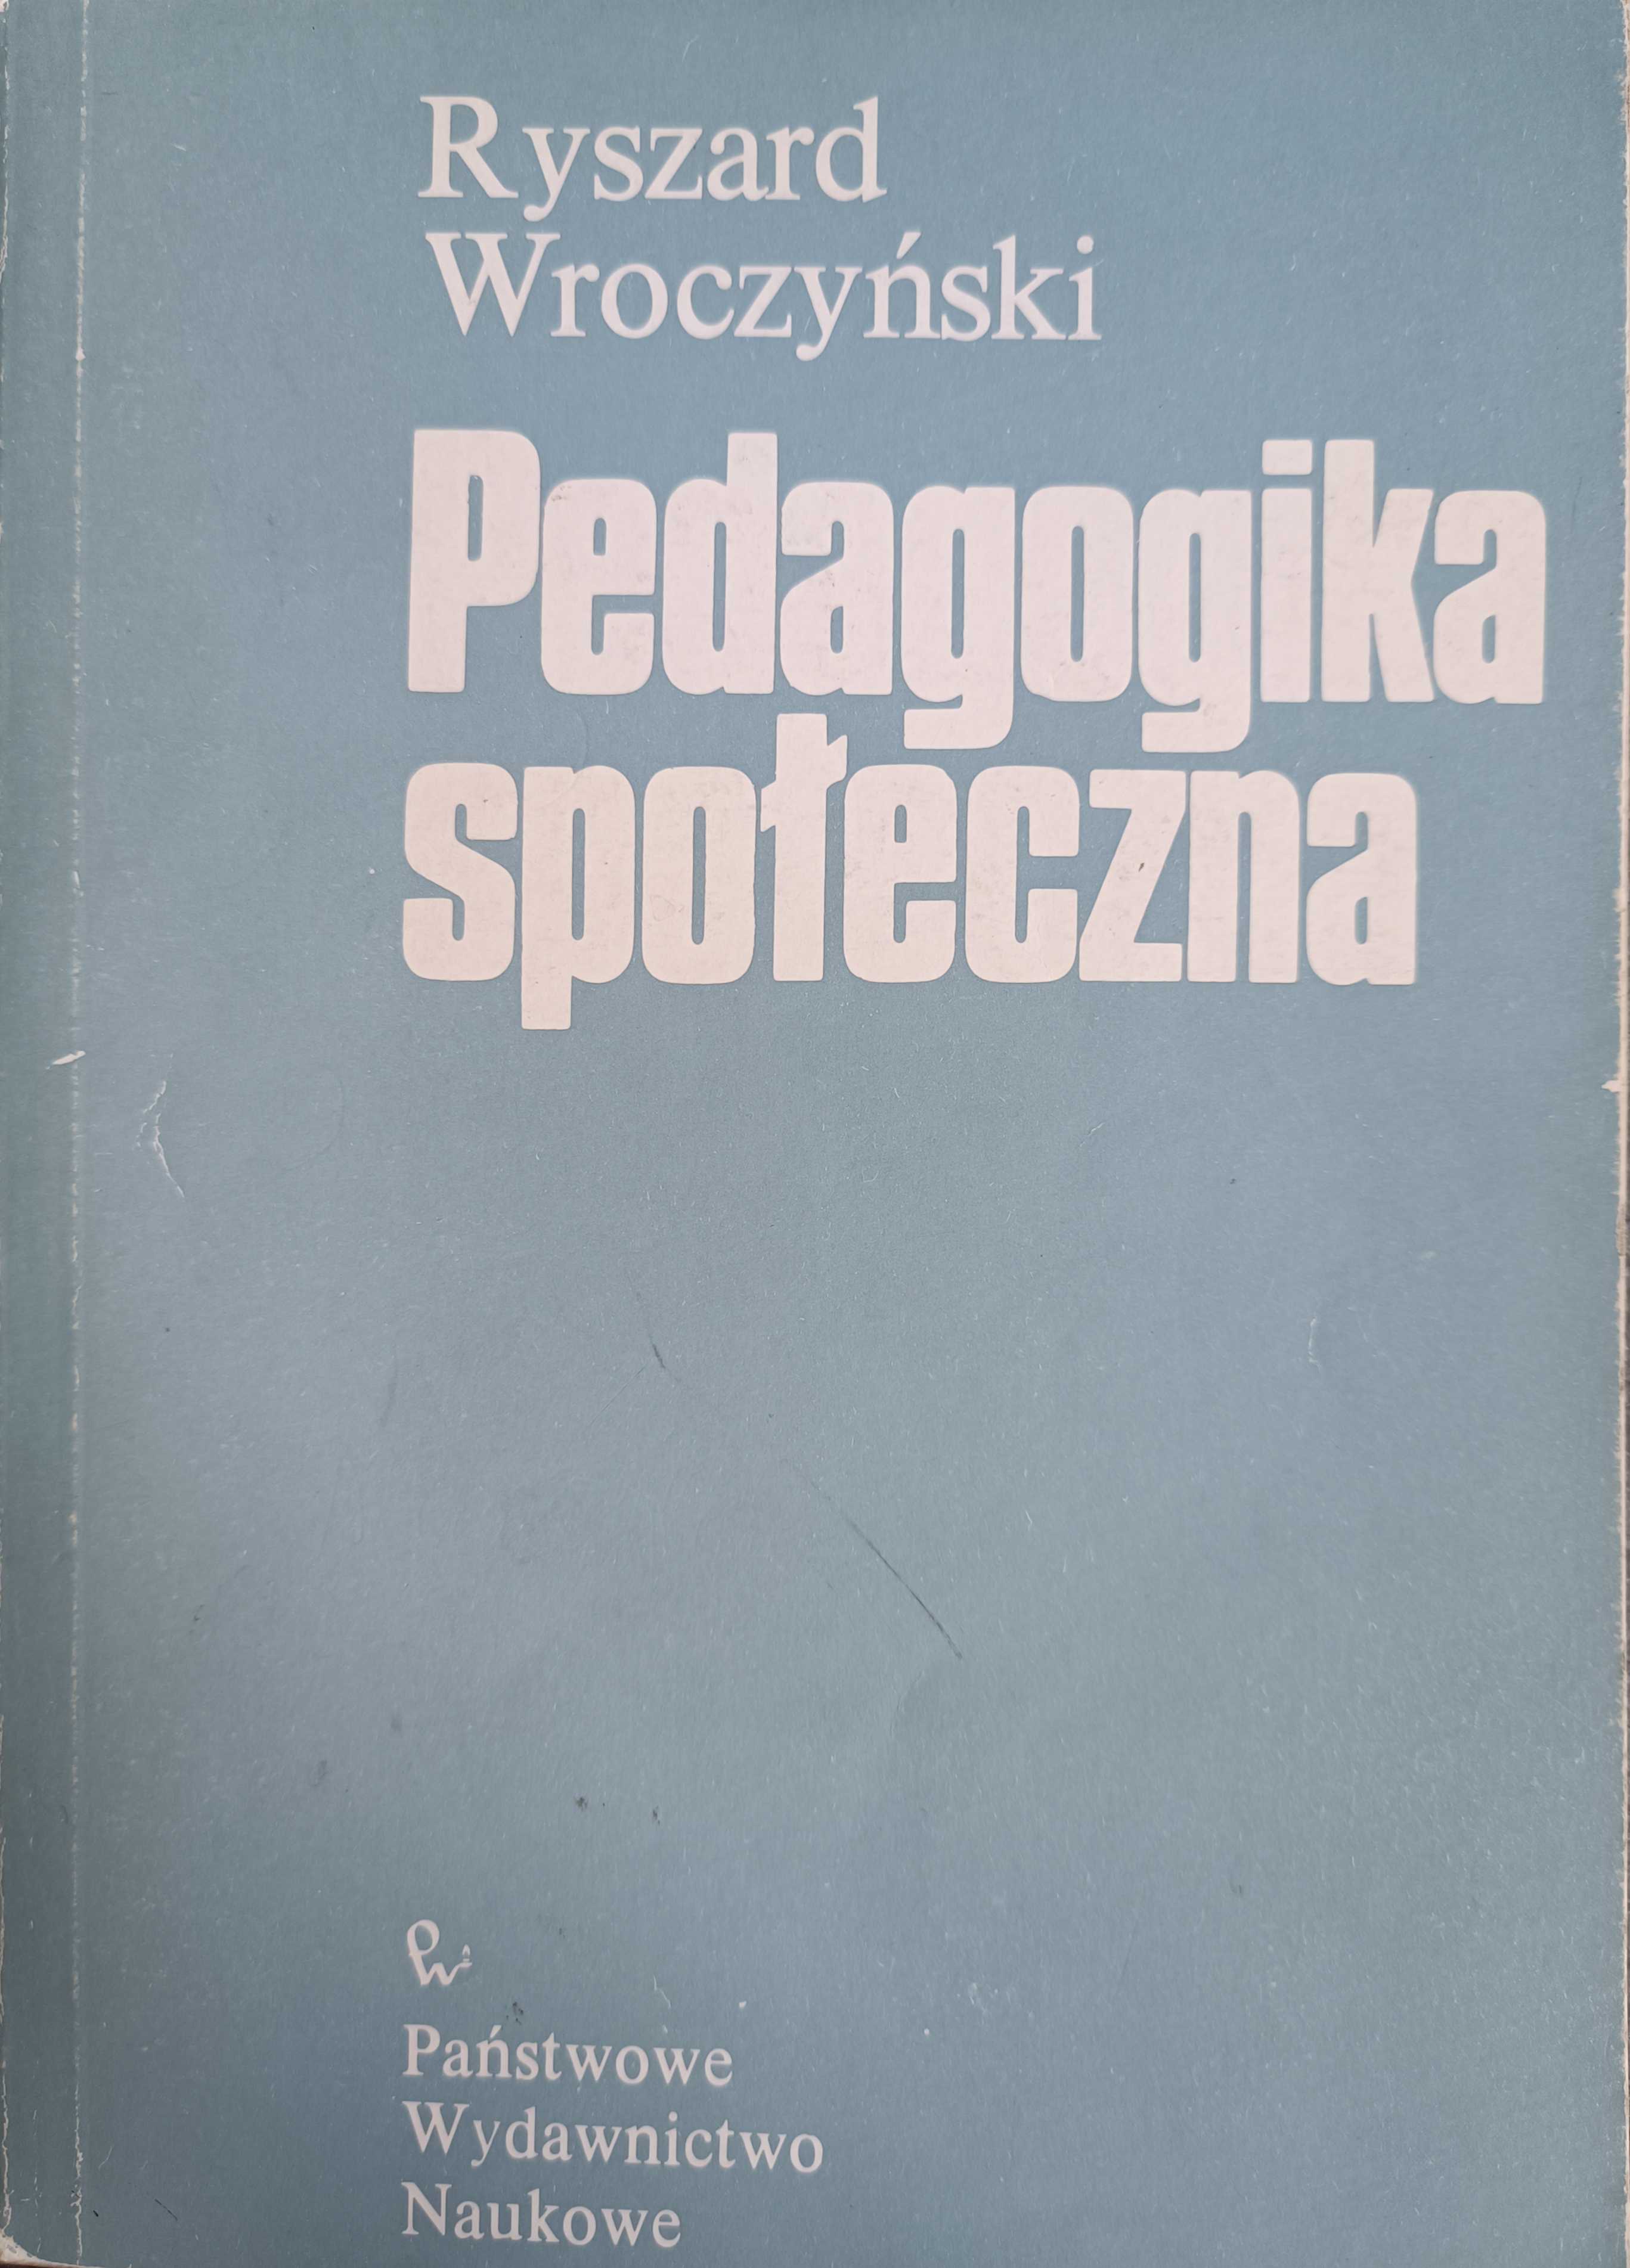 Ryszard
Wroczyński
Pedagogika
społeczna
Państwowe
Wydawnictwo
Naukowe